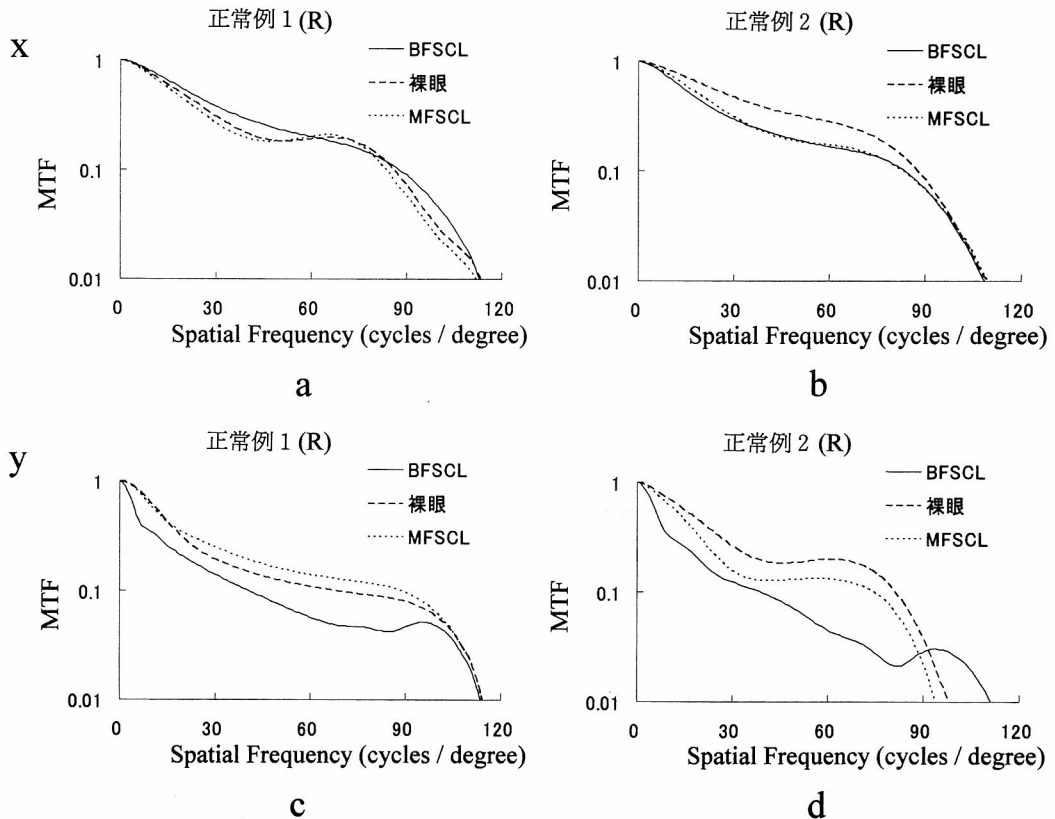 x
正常例 1 (R)
BFSCL
裸眼
MFSCL
1
0.1
0.01
MTF
0 30 60 90 120
Spatial Frequency (cycles / degree)
a
正常例 2 (R)
BFSCL
裸眼
MFSCL
1
0.1
0.01
MTF
0 30 60 90 120
Spatial Frequency (cycles / degree)
b
y
正常例 1 (R)
BFSCL
裸眼
MFSCL
1
0.1
0.01
MTF
0 30 60 90 120
Spatial Frequency (cycles / degree)
c
正常例 2 (R)
BFSCL
裸眼
MFSCL
1
0.1
0.01
MTF
0 30 60 90 120
Spatial Frequency (cycles / degree)
d